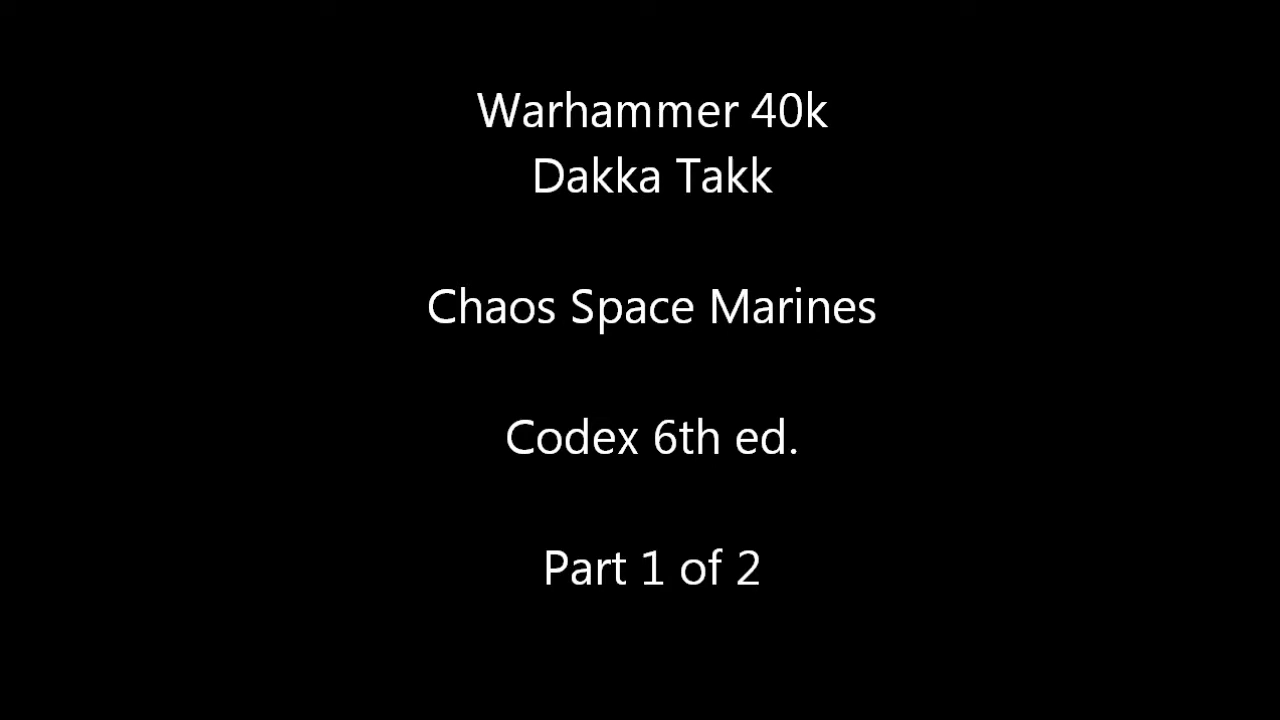 Warhammer 40k
Dakka Takk
Chaos Space Marines
Codex 6th ed.
Part 1 of 2